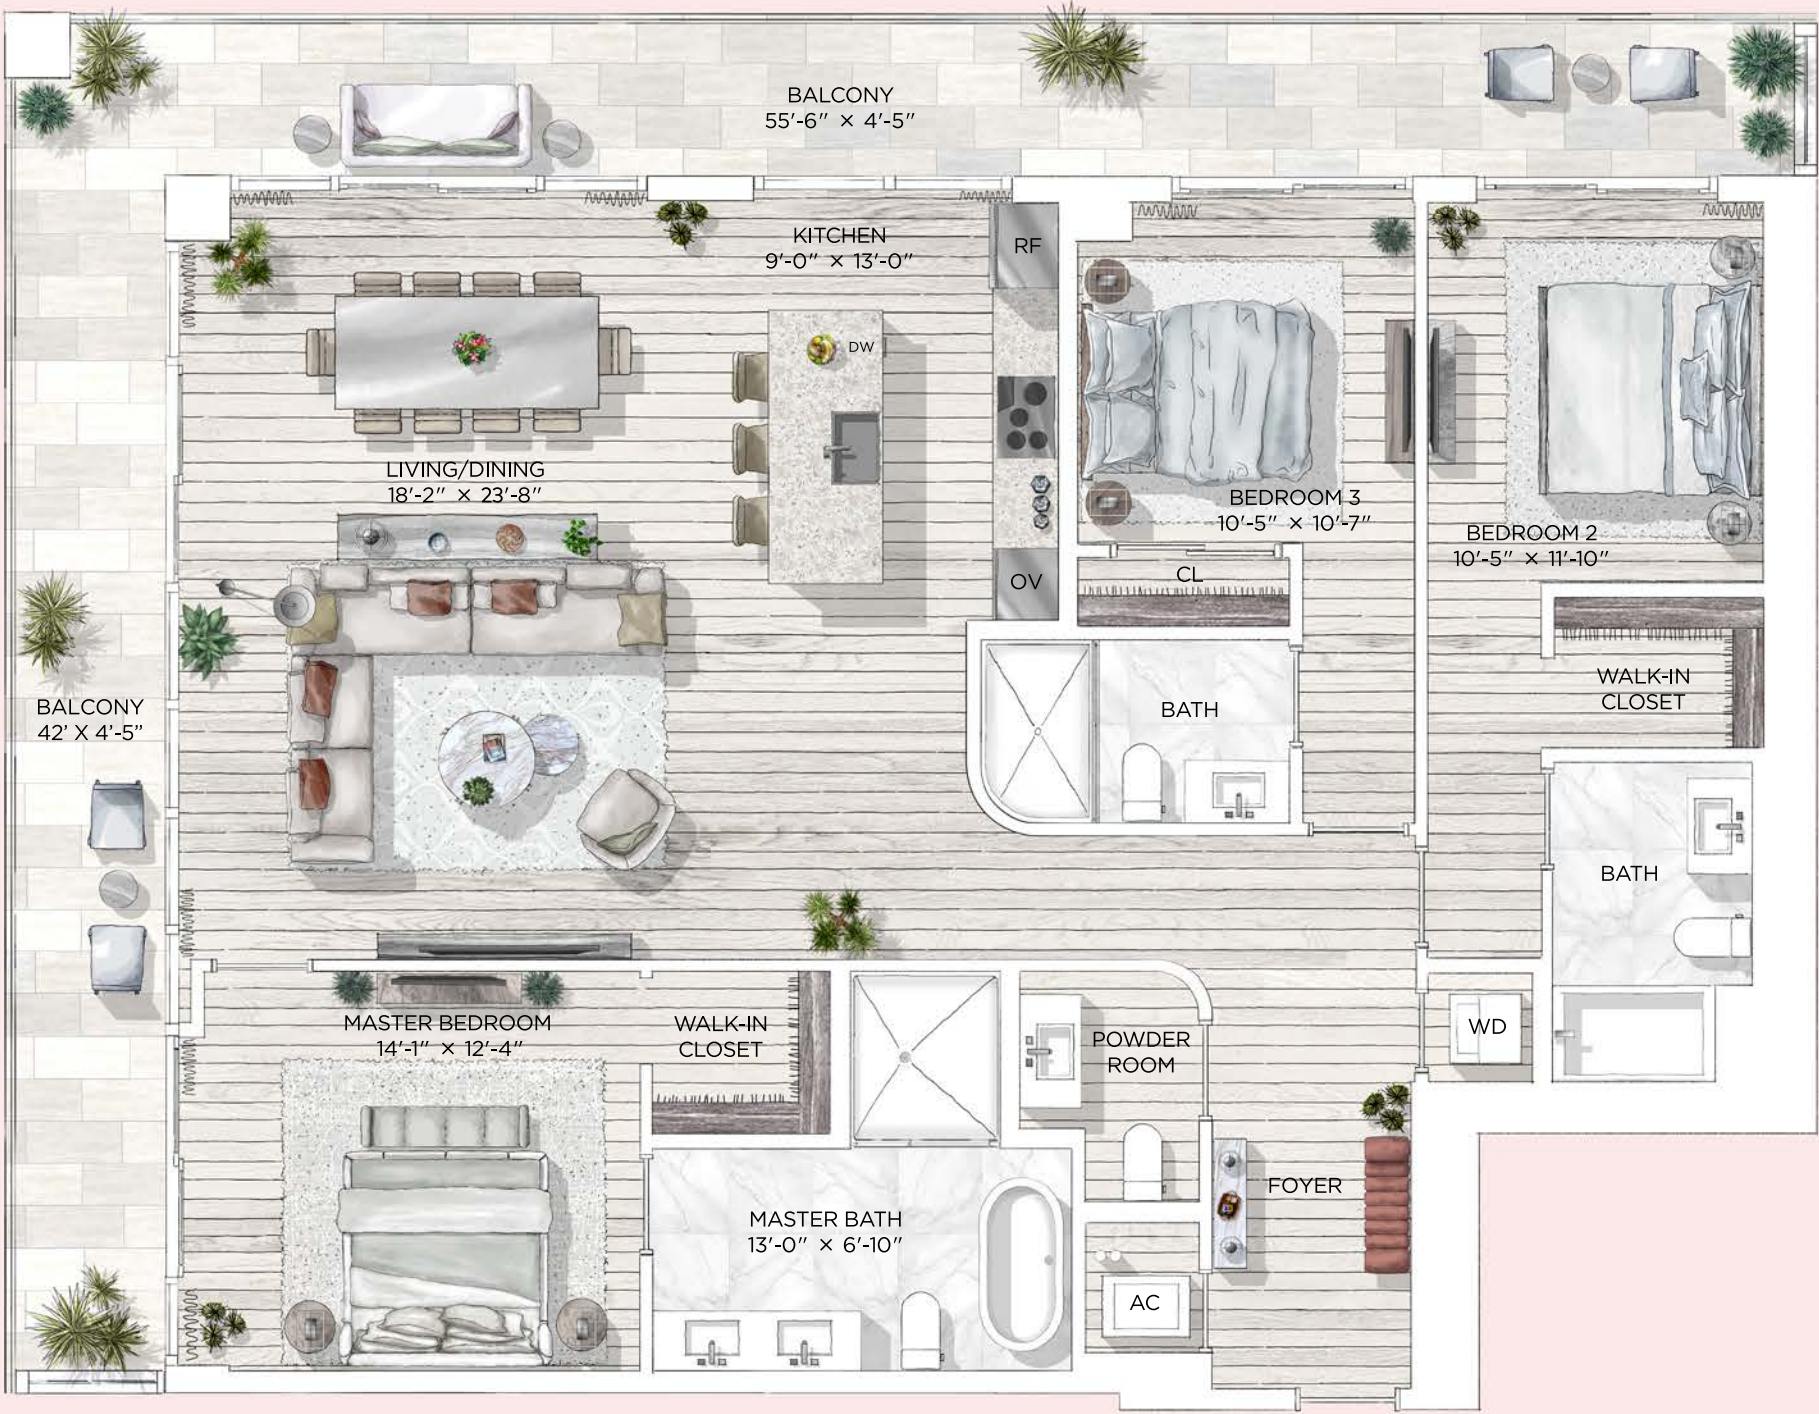 BALCONY
55'-6" × 4'-5"
KITCHEN
9'-0" × 13'-0"
RF
DW
LIVING/DINING
18'-2" × 23'-8"
BEDROOM 3
10'-5" × 10'-7"
BEDROOM 2
10'-5" × 11'-10"
OV
CL
WALK-IN
CLOSET
BALCONY
42' X 4'-5"
BATH
BATH
MASTER BEDROOM
14'-1" × 12'-4"
WALK-IN
CLOSET
POWDER
ROOM
WD
MASTER BATH
13'-0" × 6'-10"
FOYER
AC